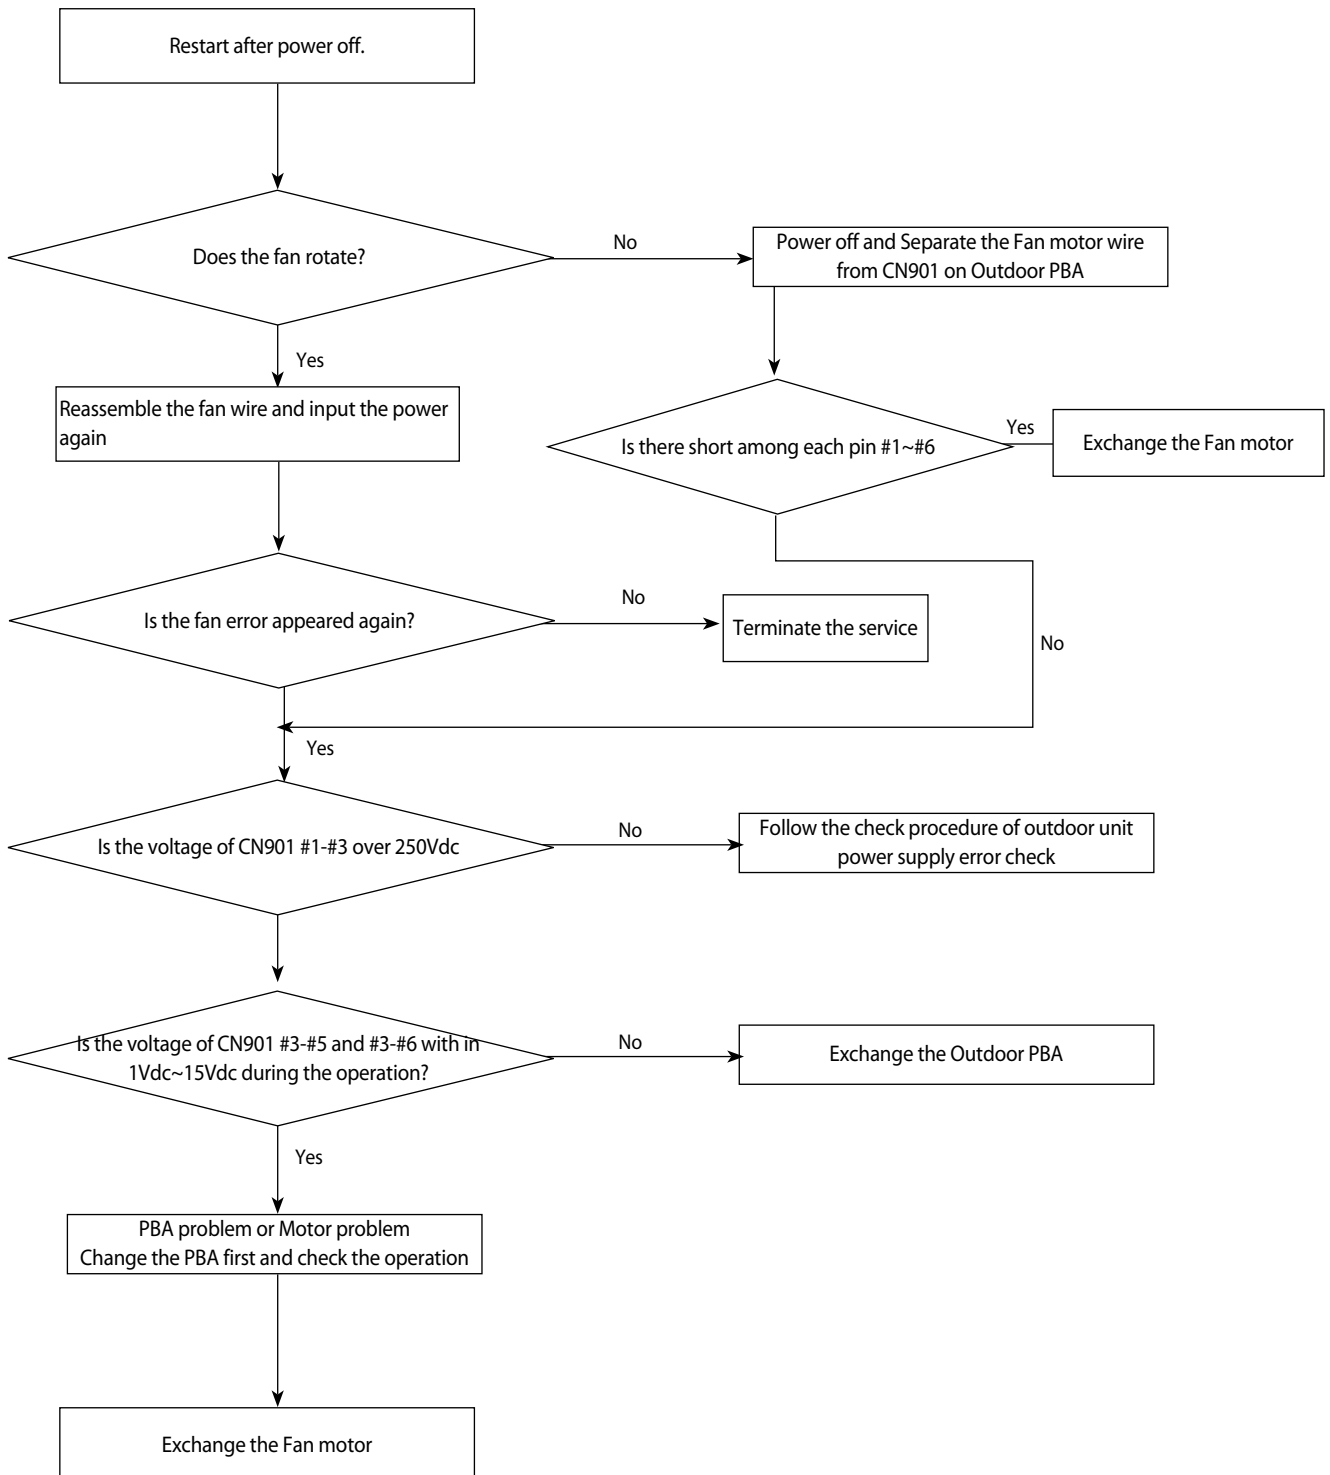 Restart after power off.
Does the fan rotate?
No
Power off and Separate the Fan motor wire
from CN901 on Outdoor PBA
Yes
Reassemble the fan wire and input the power
again
Is there short among each pin #1~#6
Yes
Exchange the Fan motor
Is the fan error appeared again?
No
Terminate the service
No
Yes
Is the voltage of CN901 #1-#3 over 250Vdc
No
Follow the check procedure of outdoor unit
power supply error check
Is the voltage of CN901 #3-#5 and #3-#6 with in
1Vdc~15Vdc during the operation?
No
Exchange the Outdoor PBA
Yes
PBA problem or Motor problem
Change the PBA first and check the operation
Exchange the Fan motor